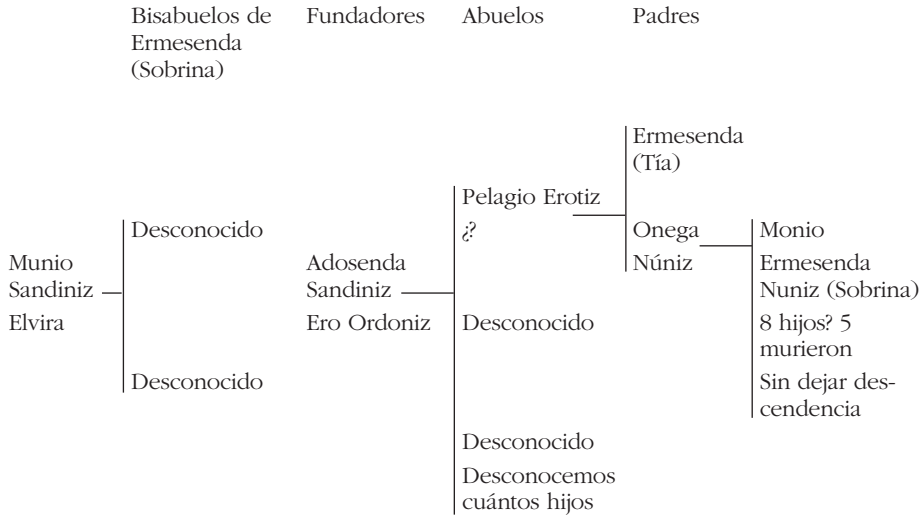 Bisabuelos de
Ermesenda
(Sobrina)
Fundadores
Abuelos
Padres
Munio
Sandiniz
Elvira
Desconocido
Desconocido
Adosenda
Sandiniz
Ero Ordoniz
Pelagio Erotiz
¿?
Desconocido
Desconocido
Desconocemos
cuántos hijos
Ermesenda
(Tía)
Onega
Núniz
Monio
Ermesenda
Nuniz (Sobrina)
8 hijos? 5
murieron
Sin dejar des-
cendencia